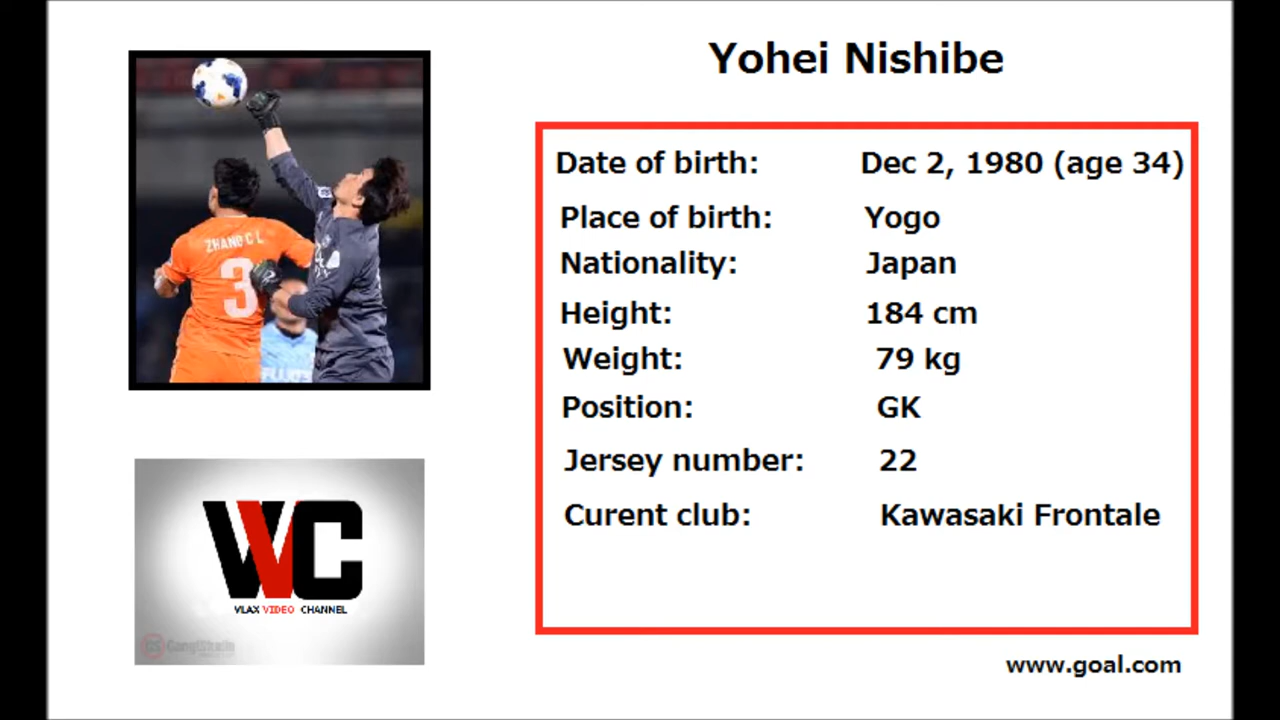 Yohei Nishibe
Date of birth: Dec 2, 1980 (age 34)
Place of birth: Yogo
Nationality: Japan
Height: 184 cm
Weight: 79 kg
Position: GK
Jersey number: 22
Curent club: Kawasaki Frontale
www.goal.com
ZHANG C L
3
VVC
VLAX VIDEO CHANNEL